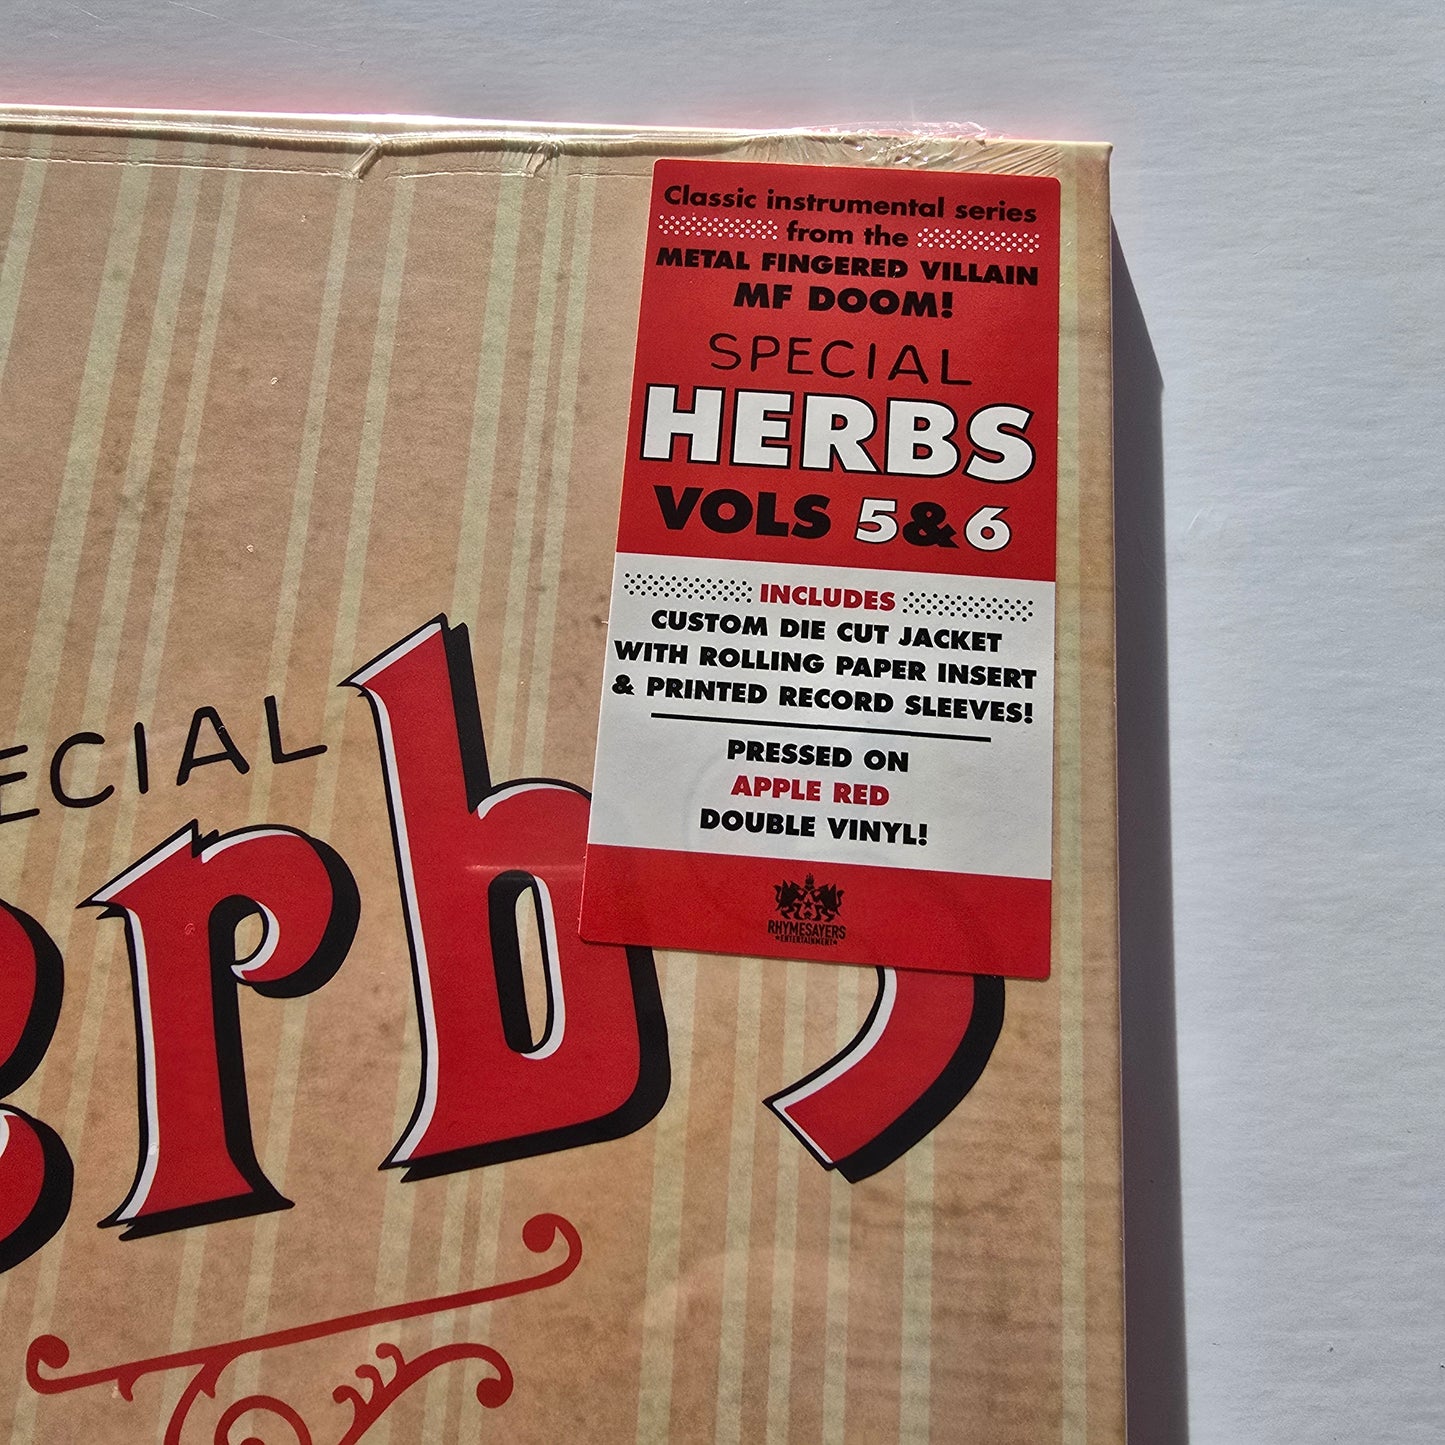 Classic instrumental series
from the
METAL FINGERED VILLAIN
MF DOOM!
SPECIAL
HERBS
VOLS 5&6
INCLUDES
CUSTOM DIE CUT JACKET
WITH ROLLING PAPER INSERT
& PRINTED RECORD SLEEVES!
PRESSED ON
APPLE RED
DOUBLE VINYL!
RHYMESAYERS
ENTERTAINMENT
ECIAL
erbs